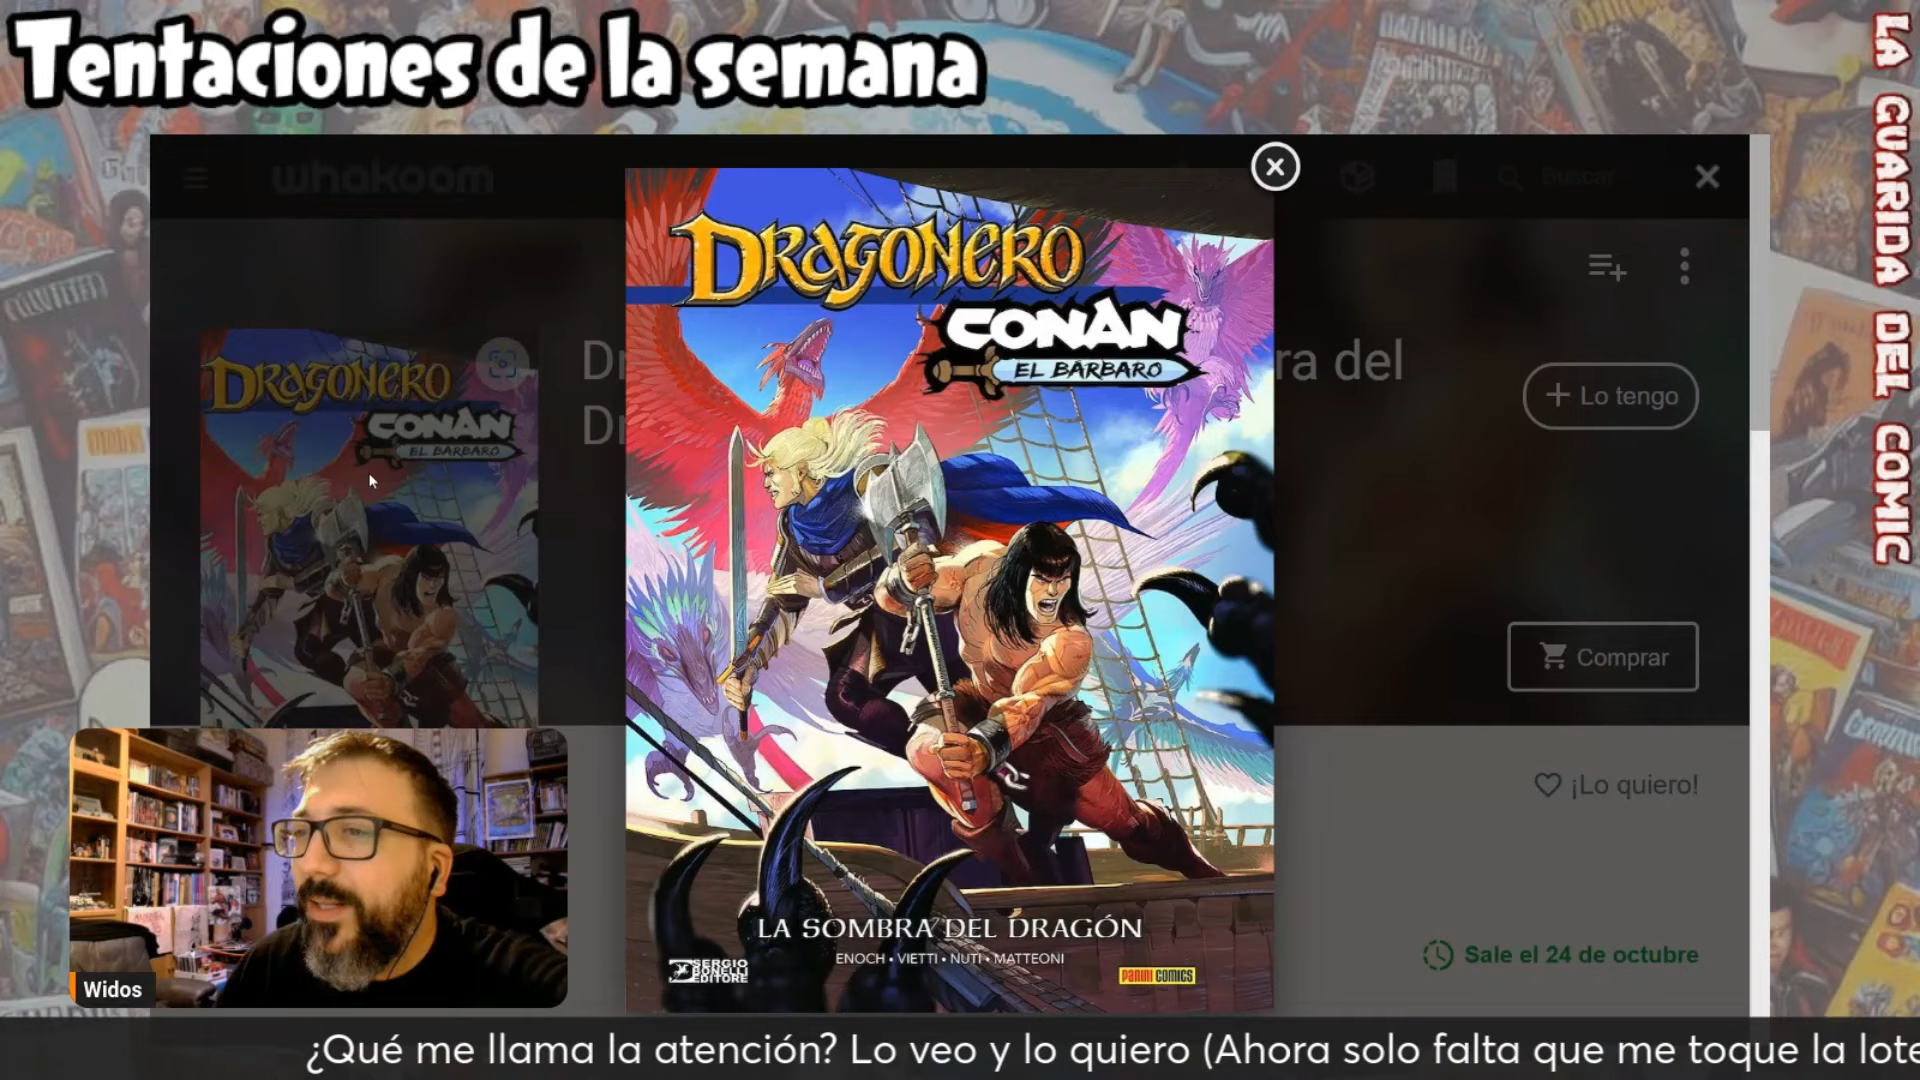 Tentaciones de la semana
LA GUARIDA DEL COMIC
whakoom
Buscar
DRAGONERO
CONAN
EL BÁRBARO
DRAGONERO
CONAN
EL BÁRBARO
ra del
+ Lo tengo
Comprar
¡Lo quiero!
LA SOMBRA DEL DRAGÓN
ENOCH • VIETTI • NUTI • MATTEONI
SERGIO
BONELLI
EDITORE
PANINI COMICS
Sale el 24 de octubre
Widos
¿Qué me llama la atención? Lo veo y lo quiero (Ahora solo falta que me toque la lote